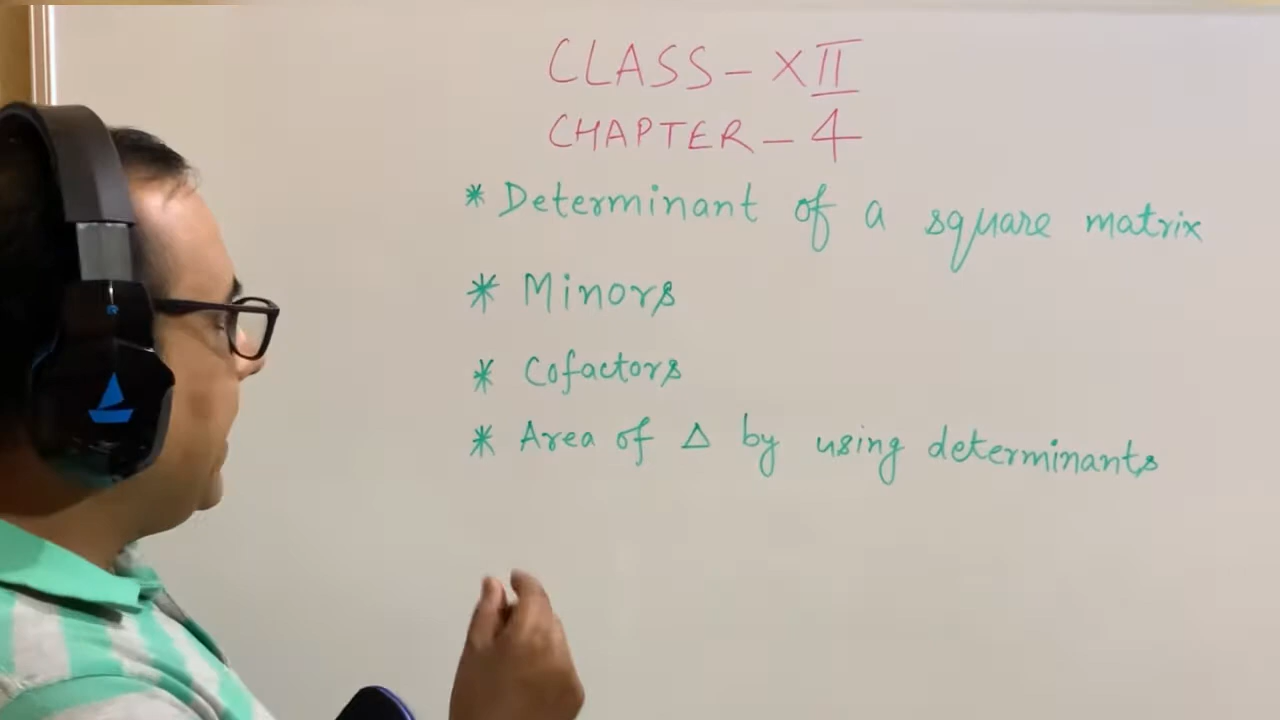 CLASS - XII
CHAPTER - 4
* Determinant of a square matrix
* Minors
* Cofactors
* Area of Δ by using determinants